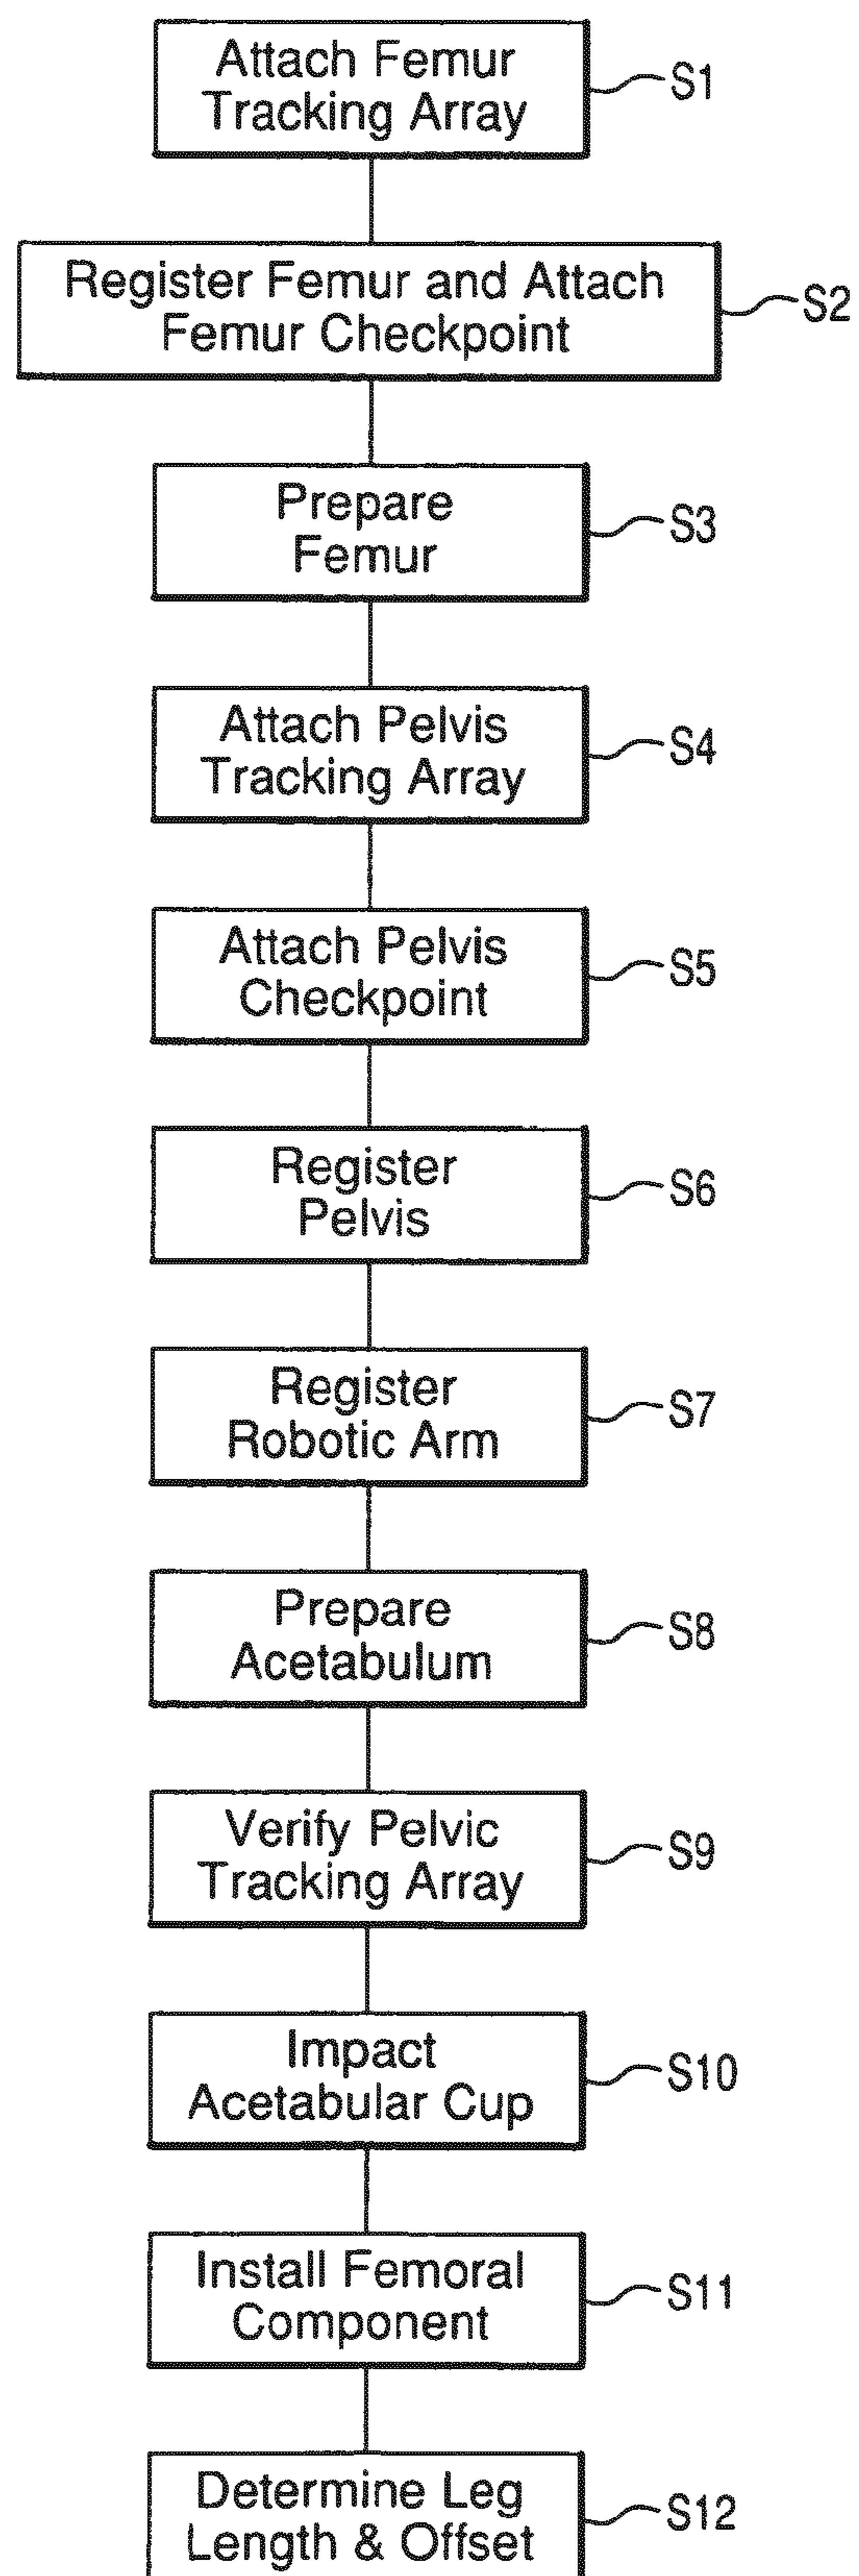 Attach Femur
Tracking Array
S1
Register Femur and Attach
Femur Checkpoint
S2
Prepare
Femur
S3
Attach Pelvis
Tracking Array
S4
Attach Pelvis
Checkpoint
S5
Register
Pelvis
S6
Register
Robotic Arm
S7
Prepare
Acetabulum
S8
Verify Pelvic
Tracking Array
S9
Impact
Acetabular Cup
S10
Install Femoral
Component
S11
Determine Leg
Length & Offset
S12